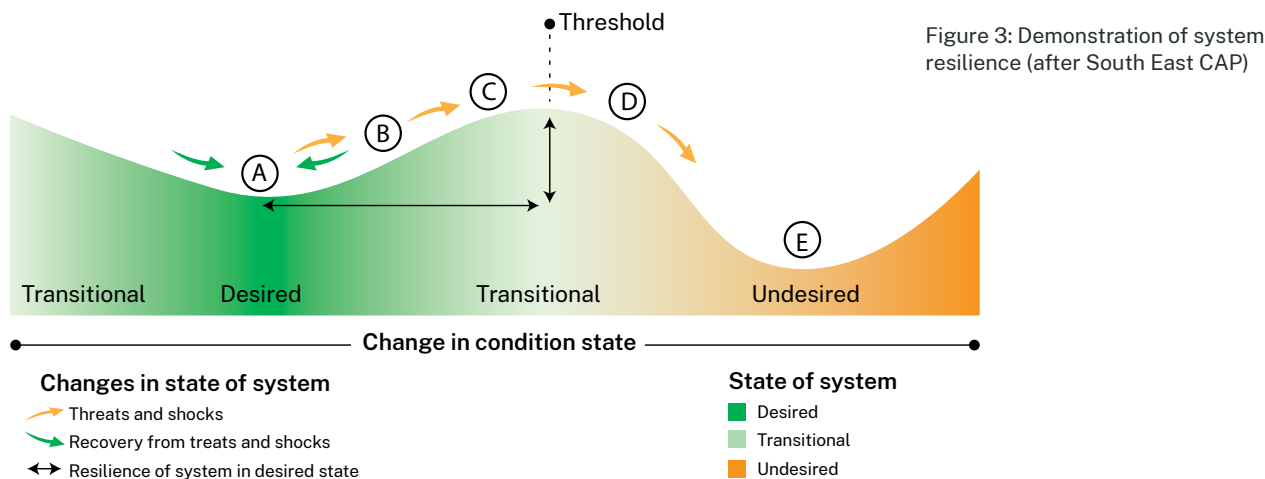 Threshold
Figure 3: Demonstration of system
resilience (after South East CAP)
C
D
B
A
E
Transitional
Desired
Transitional
Undesired
Change in condition state
Changes in state of system
Threats and shocks
Recovery from treats and shocks
Resilience of system in desired state
State of system
Desired
Transitional
Undesired